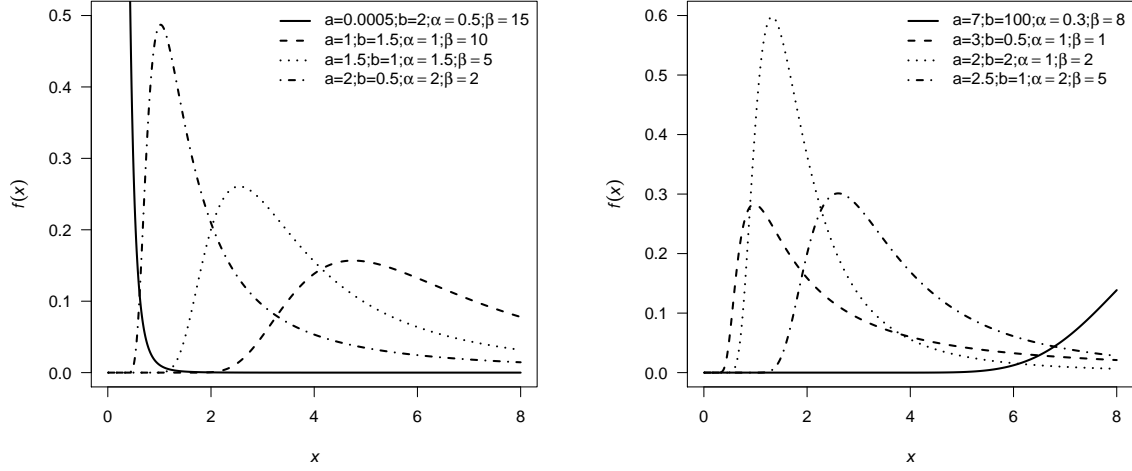 0.5
0.4
0.3
0.2
0.1
0.0
f(x)
0 2 4 6 8
x
a=0.0005;b=2;α=0.5;β=15
a=1;b=1.5;α=1;β=10
a=1.5;b=1;α=1.5;β=5
a=2;b=0.5;α=2;β=2
0.6
0.5
0.4
0.3
0.2
0.1
0.0
f(x)
0 2 4 6 8
x
a=7;b=100;α=0.3;β=8
a=3;b=0.5;α=1;β=1
a=2;b=2;α=1;β=2
a=2.5;b=1;α=2;β=5